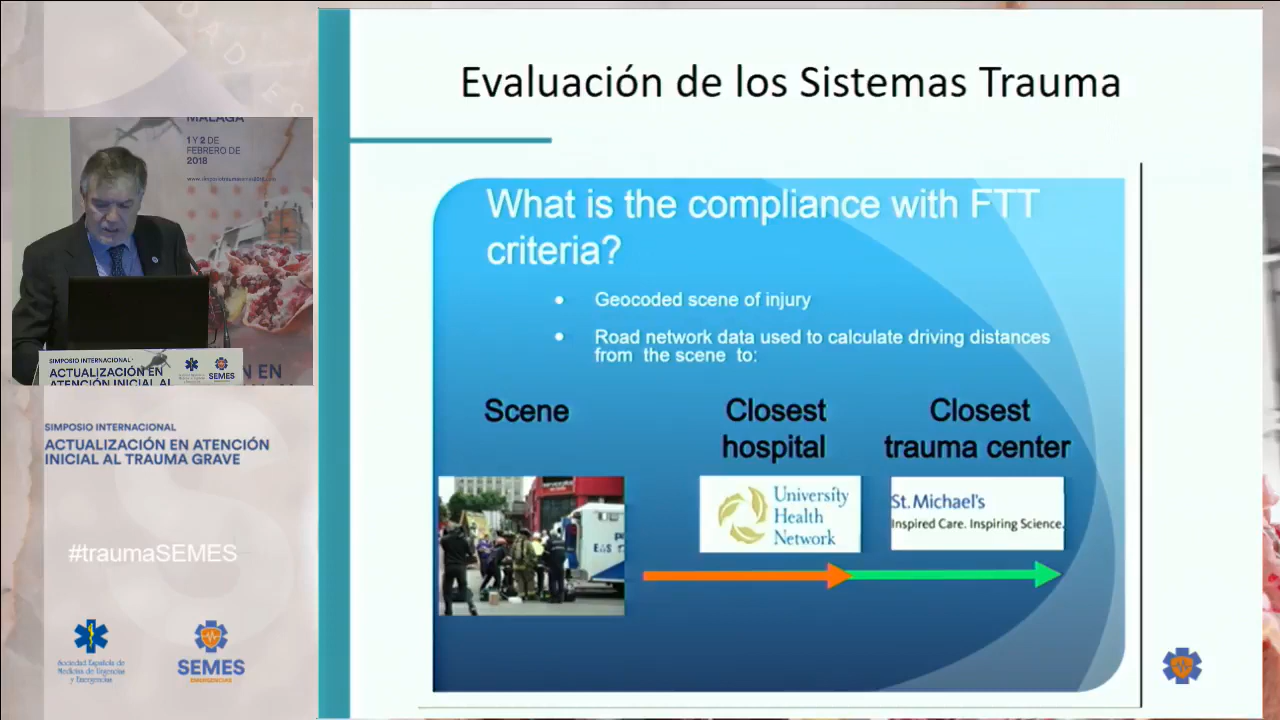 MÁLAGA
1 Y 2 DE
FEBRERO DE
2018
SIMPOSIO INTERNACIONAL
ACTUALIZACIÓN EN
ATENCIÓN INICIAL AL
SEMES
EN EN
SIMPOSIO INTERNACIONAL
ACTUALIZACIÓN EN ATENCIÓN
INICIAL AL TRAUMA GRAVE
#traumaSEMES
Sociedad Española de
Medicina de Urgencias
y Emergencias
SEMES
EMERGENCIAS
Evaluación de los Sistemas Trauma
What is the compliance with FTT
criteria?
• Geocoded scene of injury
• Road network data used to calculate driving distances
from the scene to:
Scene
Closest
hospital
Closest
trauma center
University
Health
Network
St. Michael's
Inspired Care. Inspiring Science.